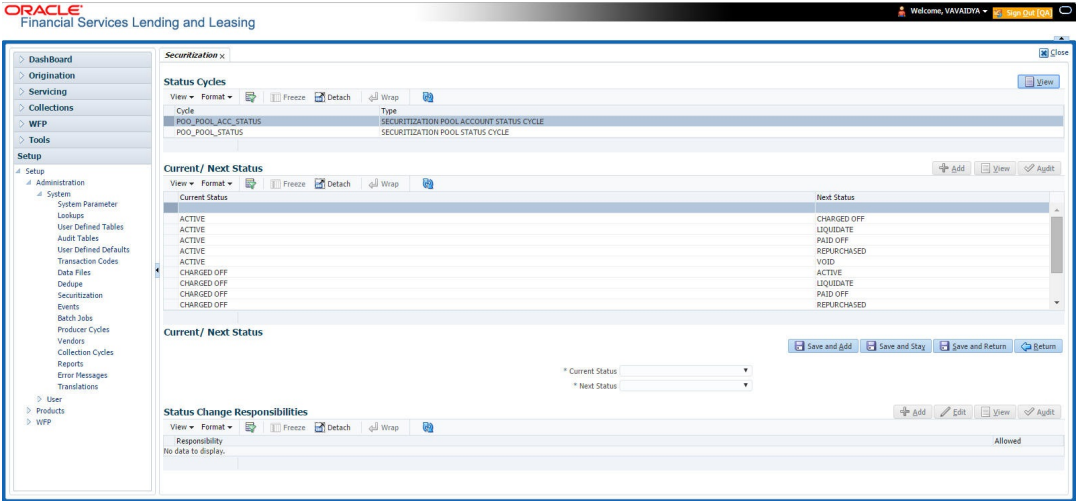 ORACLE
Financial Services Lending and Leasing
Welcome, VAVAIDYA
Sign Out [QA]
Close
DashBoard
Origination
Servicing
Collections
WFP
Tools
Setup
Setup
Administration
System
System Parameter
Lookups
User Defined Tables
Audit Tables
User Defined Defaults
Transaction Codes
Data Files
Dedupe
Securitization
Events
Batch Jobs
Producer Cycles
Vendors
Collection Cycles
Reports
Error Messages
Translations
User
Products
WFP
Securitization x
Status Cycles
View
View Format Freeze Detach Wrap
Cycle Type
POO_POOL_ACC_STATUS SECURITIZATION POOL ACCOUNT STATUS CYCLE
POO_POOL_STATUS SECURITIZATION POOL STATUS CYCLE
Current/ Next Status
Add View Audit
View Format Freeze Detach Wrap
Current Status Next Status
ACTIVE CHARGED OFF
ACTIVE LIQUIDATE
ACTIVE PAID OFF
ACTIVE REPURCHASED
ACTIVE VOID
CHARGED OFF ACTIVE
CHARGED OFF LIQUIDATE
CHARGED OFF PAID OFF
CHARGED OFF REPURCHASED
Current/ Next Status
Save and Add Save and Stay Save and Return Return
* Current Status
* Next Status
Status Change Responsibilities
Add Edit View Audit
View Format Freeze Detach Wrap
Responsibility Allowed
No data to display.